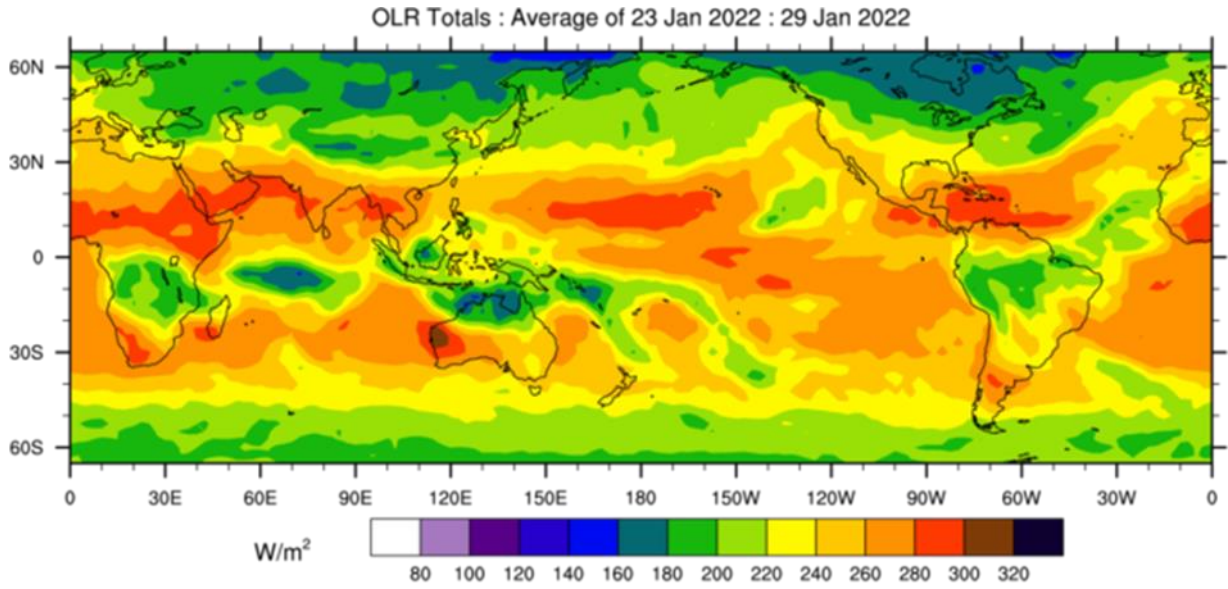 OLR Totals : Average of 23 Jan 2022 : 29 Jan 2022
60N
30N
0
30S
60S
0 30E 60E 90E 120E 150E 180 150W 120W 90W 60W 30W 0
W/m²
80 100 120 140 160 180 200 220 240 260 280 300 320